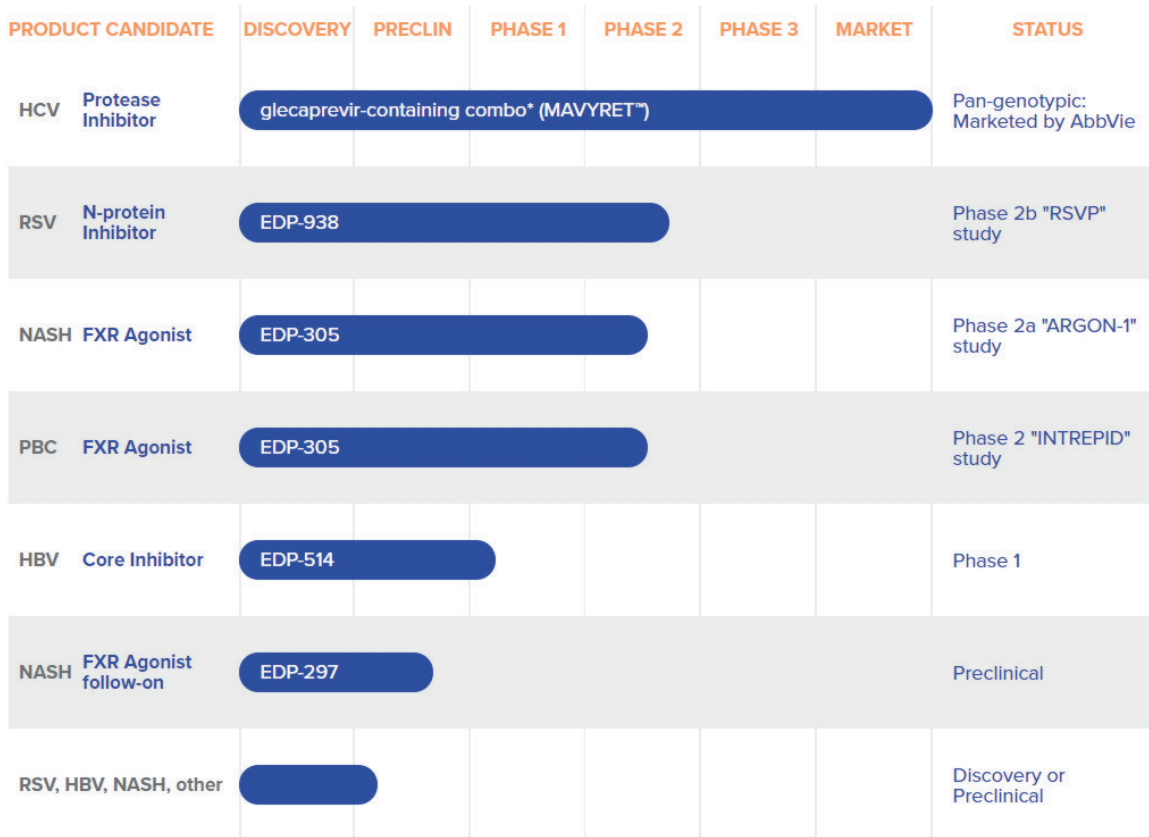 PRODUCT CANDIDATE DISCOVERY PRECLIN PHASE 1 PHASE 2 PHASE 3 MARKET STATUS
HCV Protease Inhibitor glecaprevir-containing combo* (MAVYRET™) Pan-genotypic: Marketed by AbbVie
RSV N-protein Inhibitor EDP-938 Phase 2b "RSVP" study
NASH FXR Agonist EDP-305 Phase 2a "ARGON-1" study
PBC FXR Agonist EDP-305 Phase 2 "INTREPID" study
HBV Core Inhibitor EDP-514 Phase 1
NASH FXR Agonist follow-on EDP-297 Preclinical
RSV, HBV, NASH, other Discovery or Preclinical